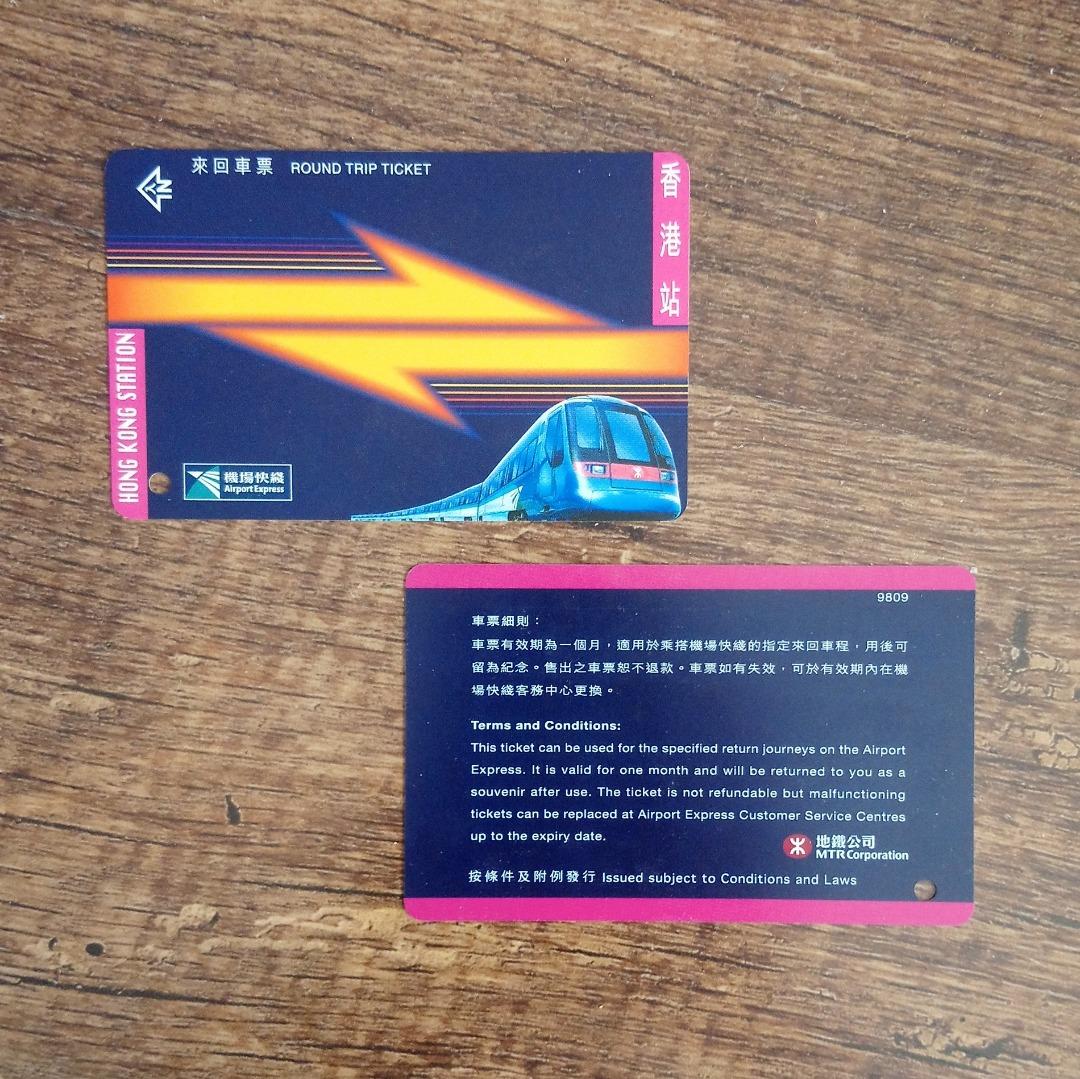 來回車票 ROUND TRIP TICKET
IN
香港站
HONG KONG STATION
機場快綫
Airport Express
9809
車票細則：
車票有效期為一個月，適用於乘搭機場快綫的指定來回車程，用後可
留為紀念。售出之車票恕不退款。車票如有失效，可於有效期內在機
場快綫客務中心更換。
Terms and Conditions:
This ticket can be used for the specified return journeys on the Airport
Express. It is valid for one month and will be returned to you as a
souvenir after use. The ticket is not refundable but malfunctioning
tickets can be replaced at Airport Express Customer Service Centres
up to the expiry date.
地鐵公司
MTR Corporation
按條件及附例發行 Issued subject to Conditions and Laws